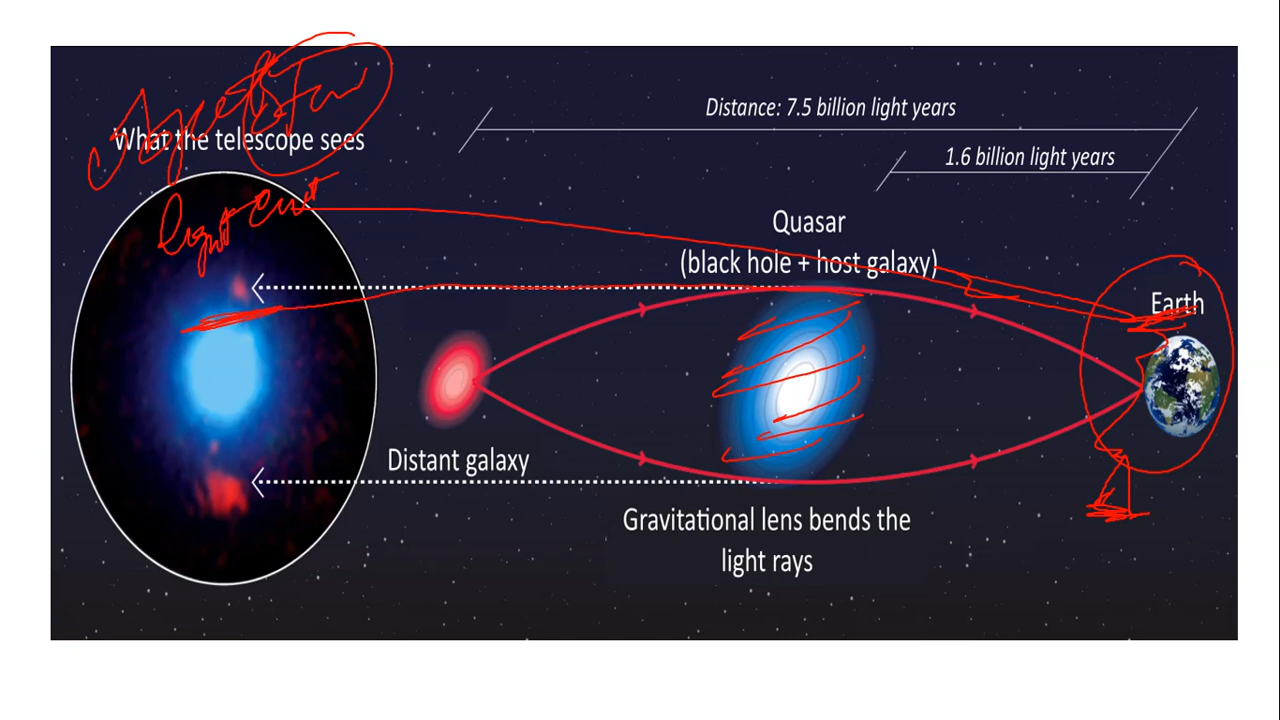 Distance: 7.5 billion light years
What the telescope sees
1.6 billion light years
light
Quasar
(black hole + host galaxy)
Earth
Distant galaxy
Gravitational lens bends the
light rays